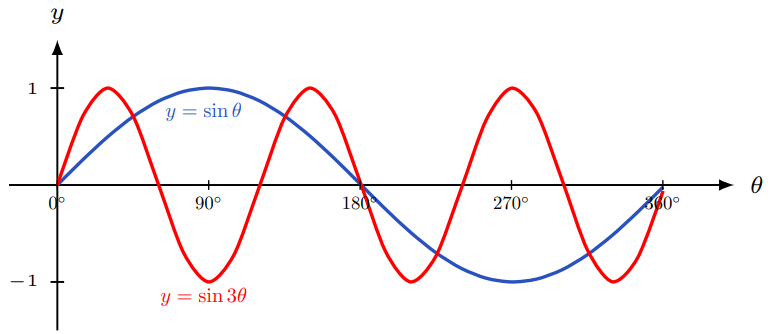 y
1
y = sin θ
θ
0° 90° 180° 270° 360°
−1
y = sin 3θ